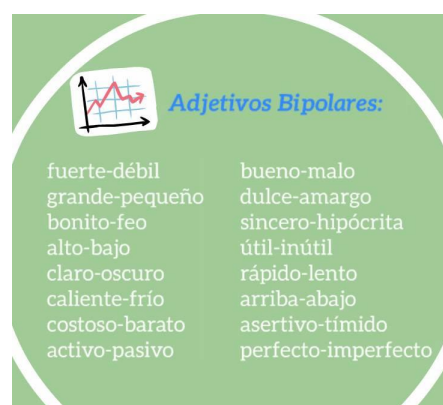 Adjetivos Bipolares:
fuerte-débil
grande-pequeño
bonito-feo
alto-bajo
claro-oscuro
caliente-frío
costoso-barato
activo-pasivo
bueno-malo
dulce-amargo
sincero-hipócrita
útil-inútil
rápido-lento
arriba-abajo
asertivo-tímido
perfecto-imperfecto